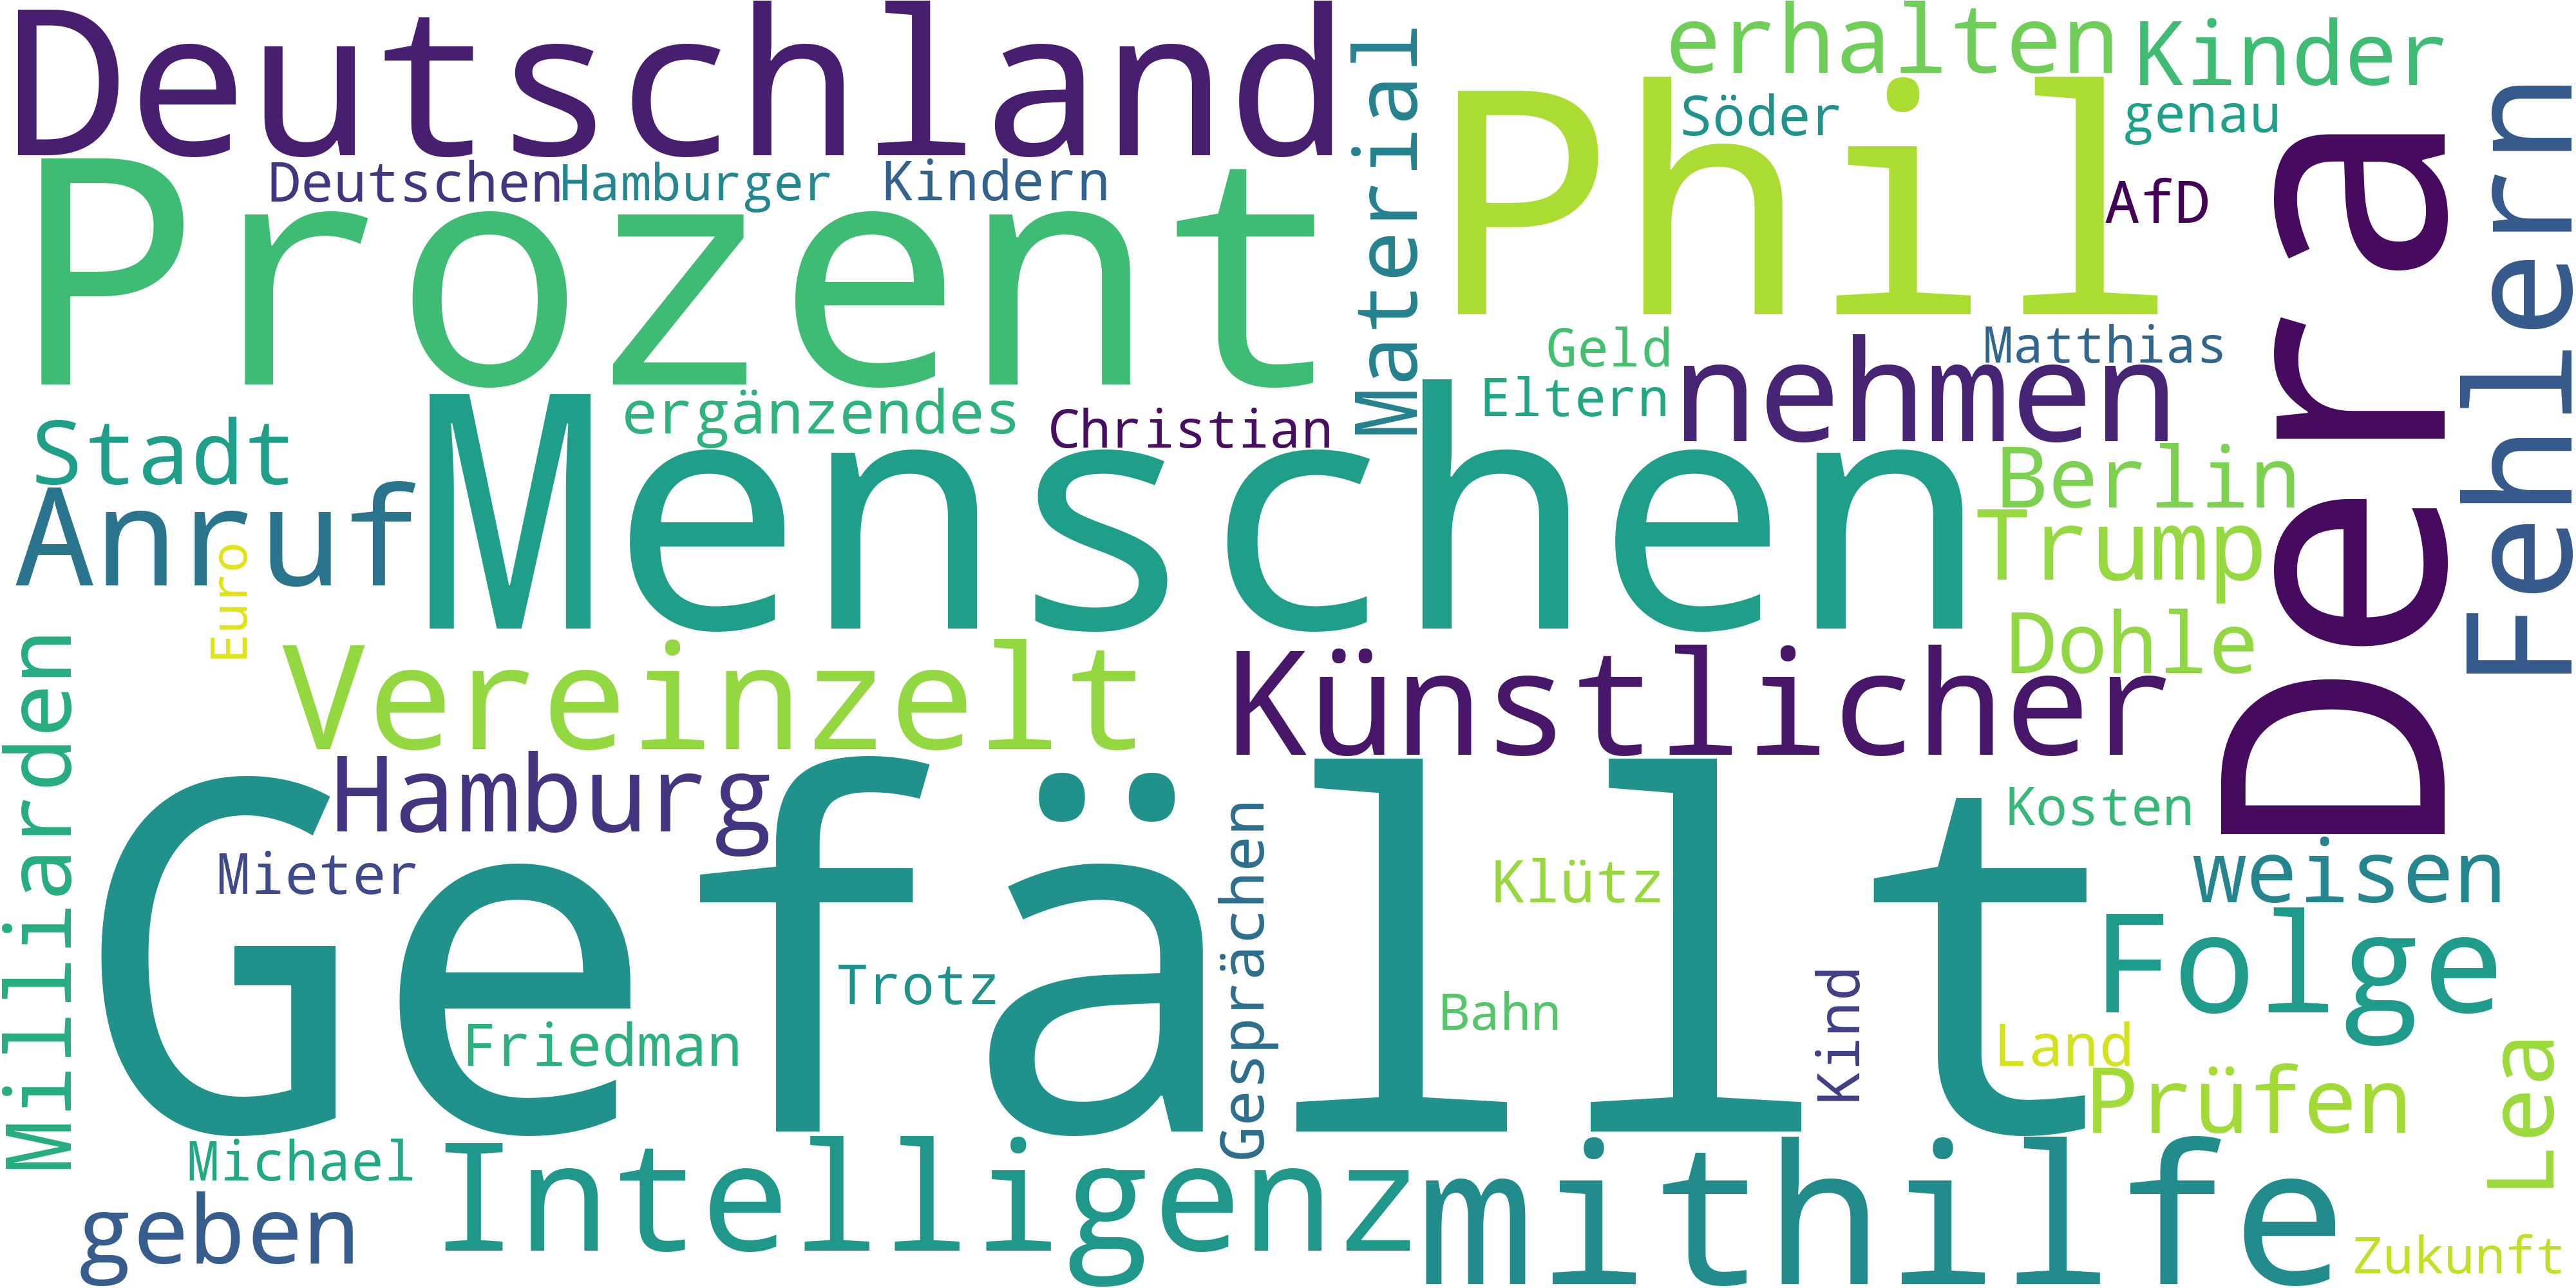 Deutschland
Material
erhalten
Kinder
Söder
genau
Phil
Deutschen
Hamburger
Kindern
AfD
Prozent
Dera
Fehlern
Geld
Matthias
Eltern
nehmen
ergänzendes
Christian
Stadt
Menschen
Berlin
Anruf
Trump
Euro
Dohle
Vereinzelt
Künstlicher
Milliarden
Hamburg
Kosten
Mieter
Gefällt
Gesprächen
Klütz
weisen
Folge
Trotz
Bahn
Kind
Friedman
Land
Prüfen
Lea
Michael
Intelligenz
mithilfe
geben
Zukunft